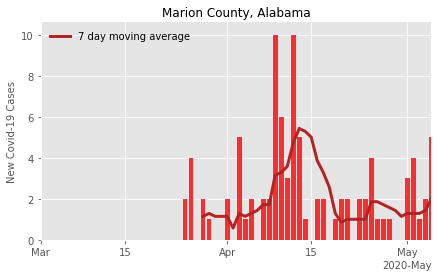 Marion County, Alabama
7 day moving average
New Covid-19 Cases
10
8
6
4
2
0
Mar 15 Apr 15 May
2020-May